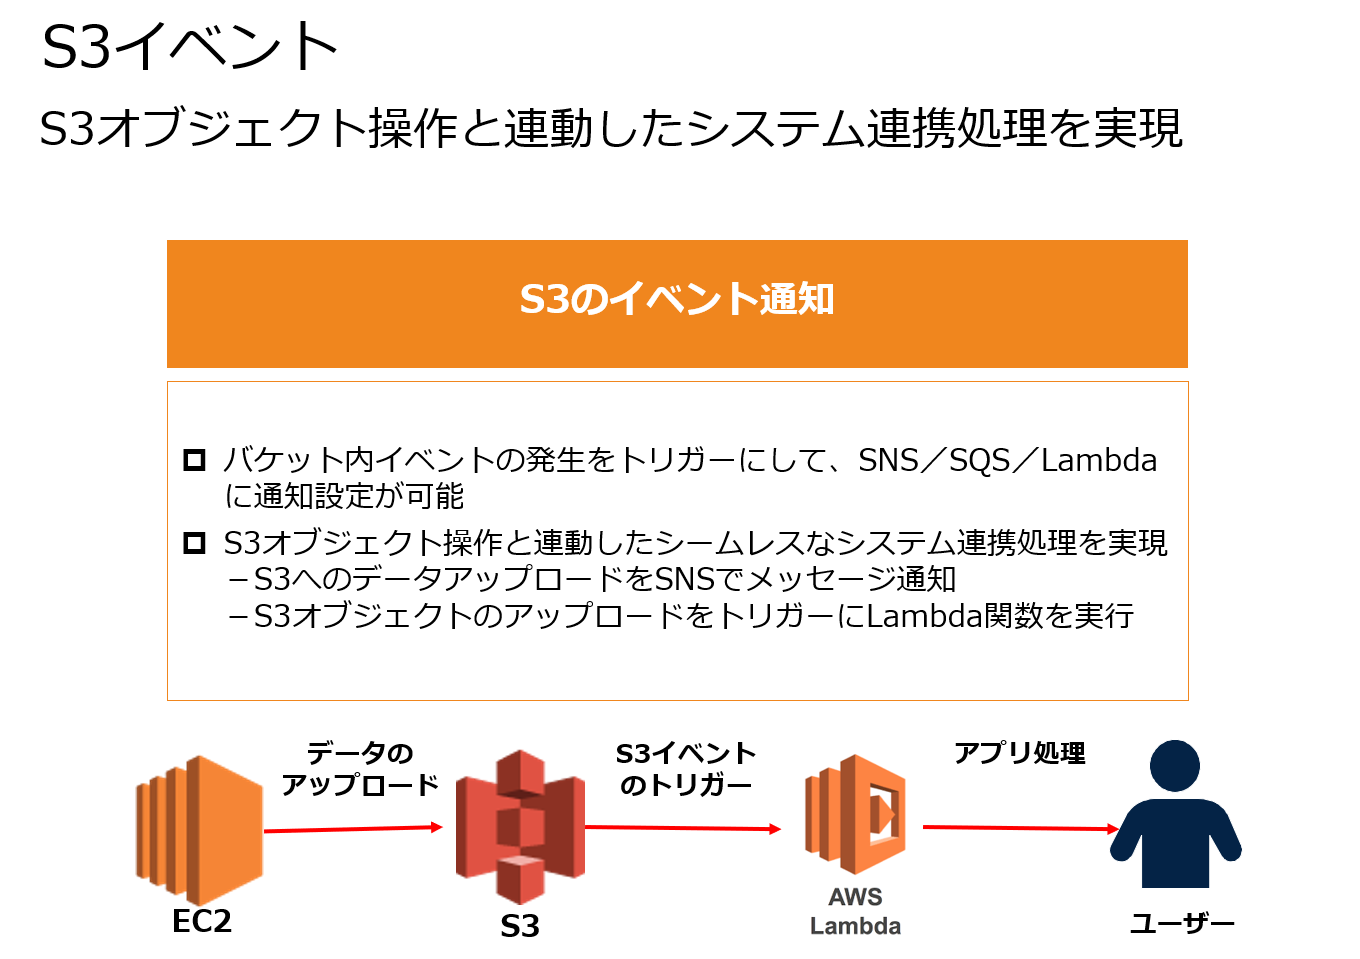 S3イベント
S3オブジェクト操作と連動したシステム連携処理を実現
S3のイベント通知
バケット内イベントの発生をトリガーにして、SNS／SQS／Lambda
に通知設定が可能
S3オブジェクト操作と連動したシームレスなシステム連携処理を実現
－S3へのデータアップロードをSNSでメッセージ通知
－S3オブジェクトのアップロードをトリガーにLambda関数を実行
データの
アップロード
S3イベント
のトリガー
アプリ処理
EC2
S3
AWS
Lambda
ユーザー